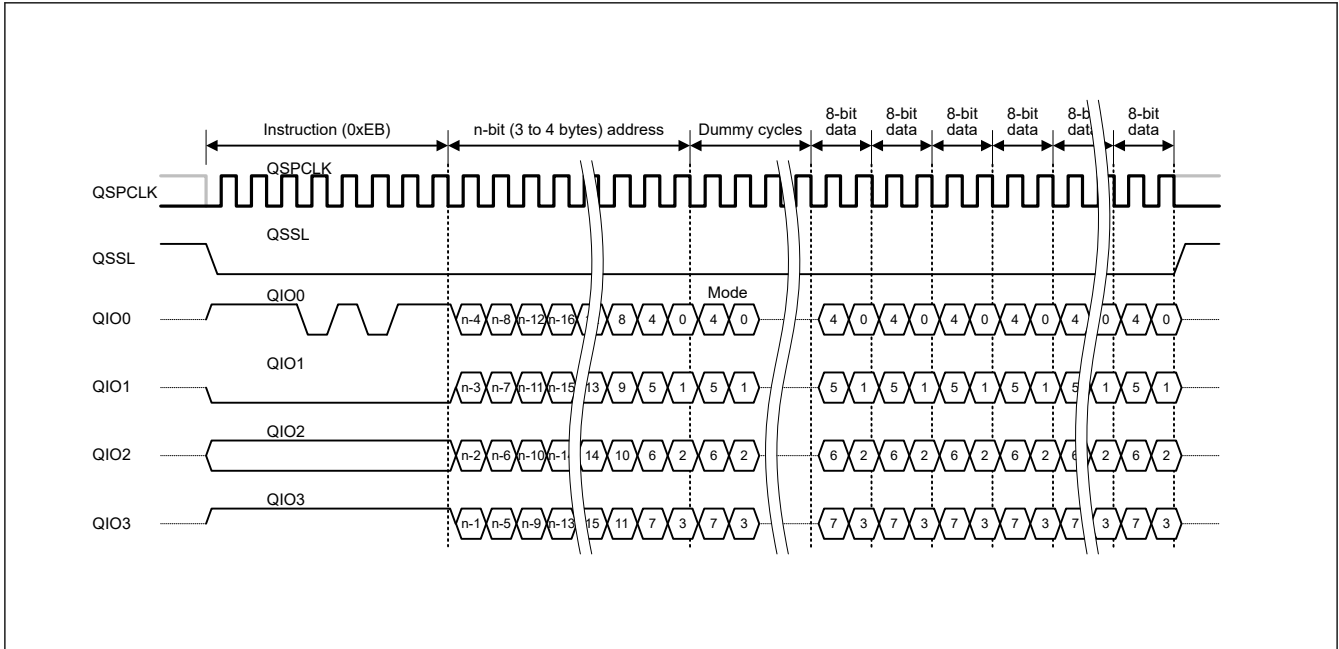 8-bit 8-bit 8-bit 8-bit 8-bit
Instruction (0xEB) n-bit (3 to 4 bytes) address Dummy cycles data data data data data
QSPCLK
QSPCLK
QSSL
QSSL
QIO0 Mode
QIO0 n-4 n-8 n-12 n-16 8 4 0 4 0 4 0 4 0 4 0 4 0 4 0 4 0
QIO1
QIO1 n-3 n-7 n-11 n-15 13 9 5 1 5 1 5 1 5 1 5 1 5 1 5 1 5 1
QIO2
QIO2 n-2 n-6 n-10 14 10 6 2 6 2 6 2 6 2 6 2 6 2 6 2 6 2
QIO3
QIO3 n-1 n-5 n-9 n-13 15 11 7 3 7 3 7 3 7 3 7 3 7 3 7 3 7 3